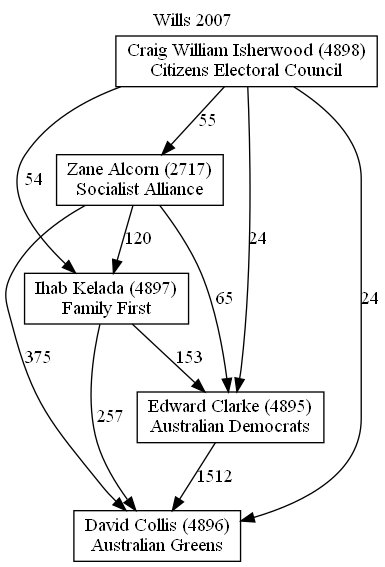 Wills 2007
Craig William Isherwood (4898)
Citizens Electoral Council
55
Zane Alcorn (2717)
Socialist Alliance
54
120
24
Ihab Kelada (4897)
Family First
65
24
375
153
Edward Clarke (4895)
Australian Democrats
257
1512
David Collis (4896)
Australian Greens